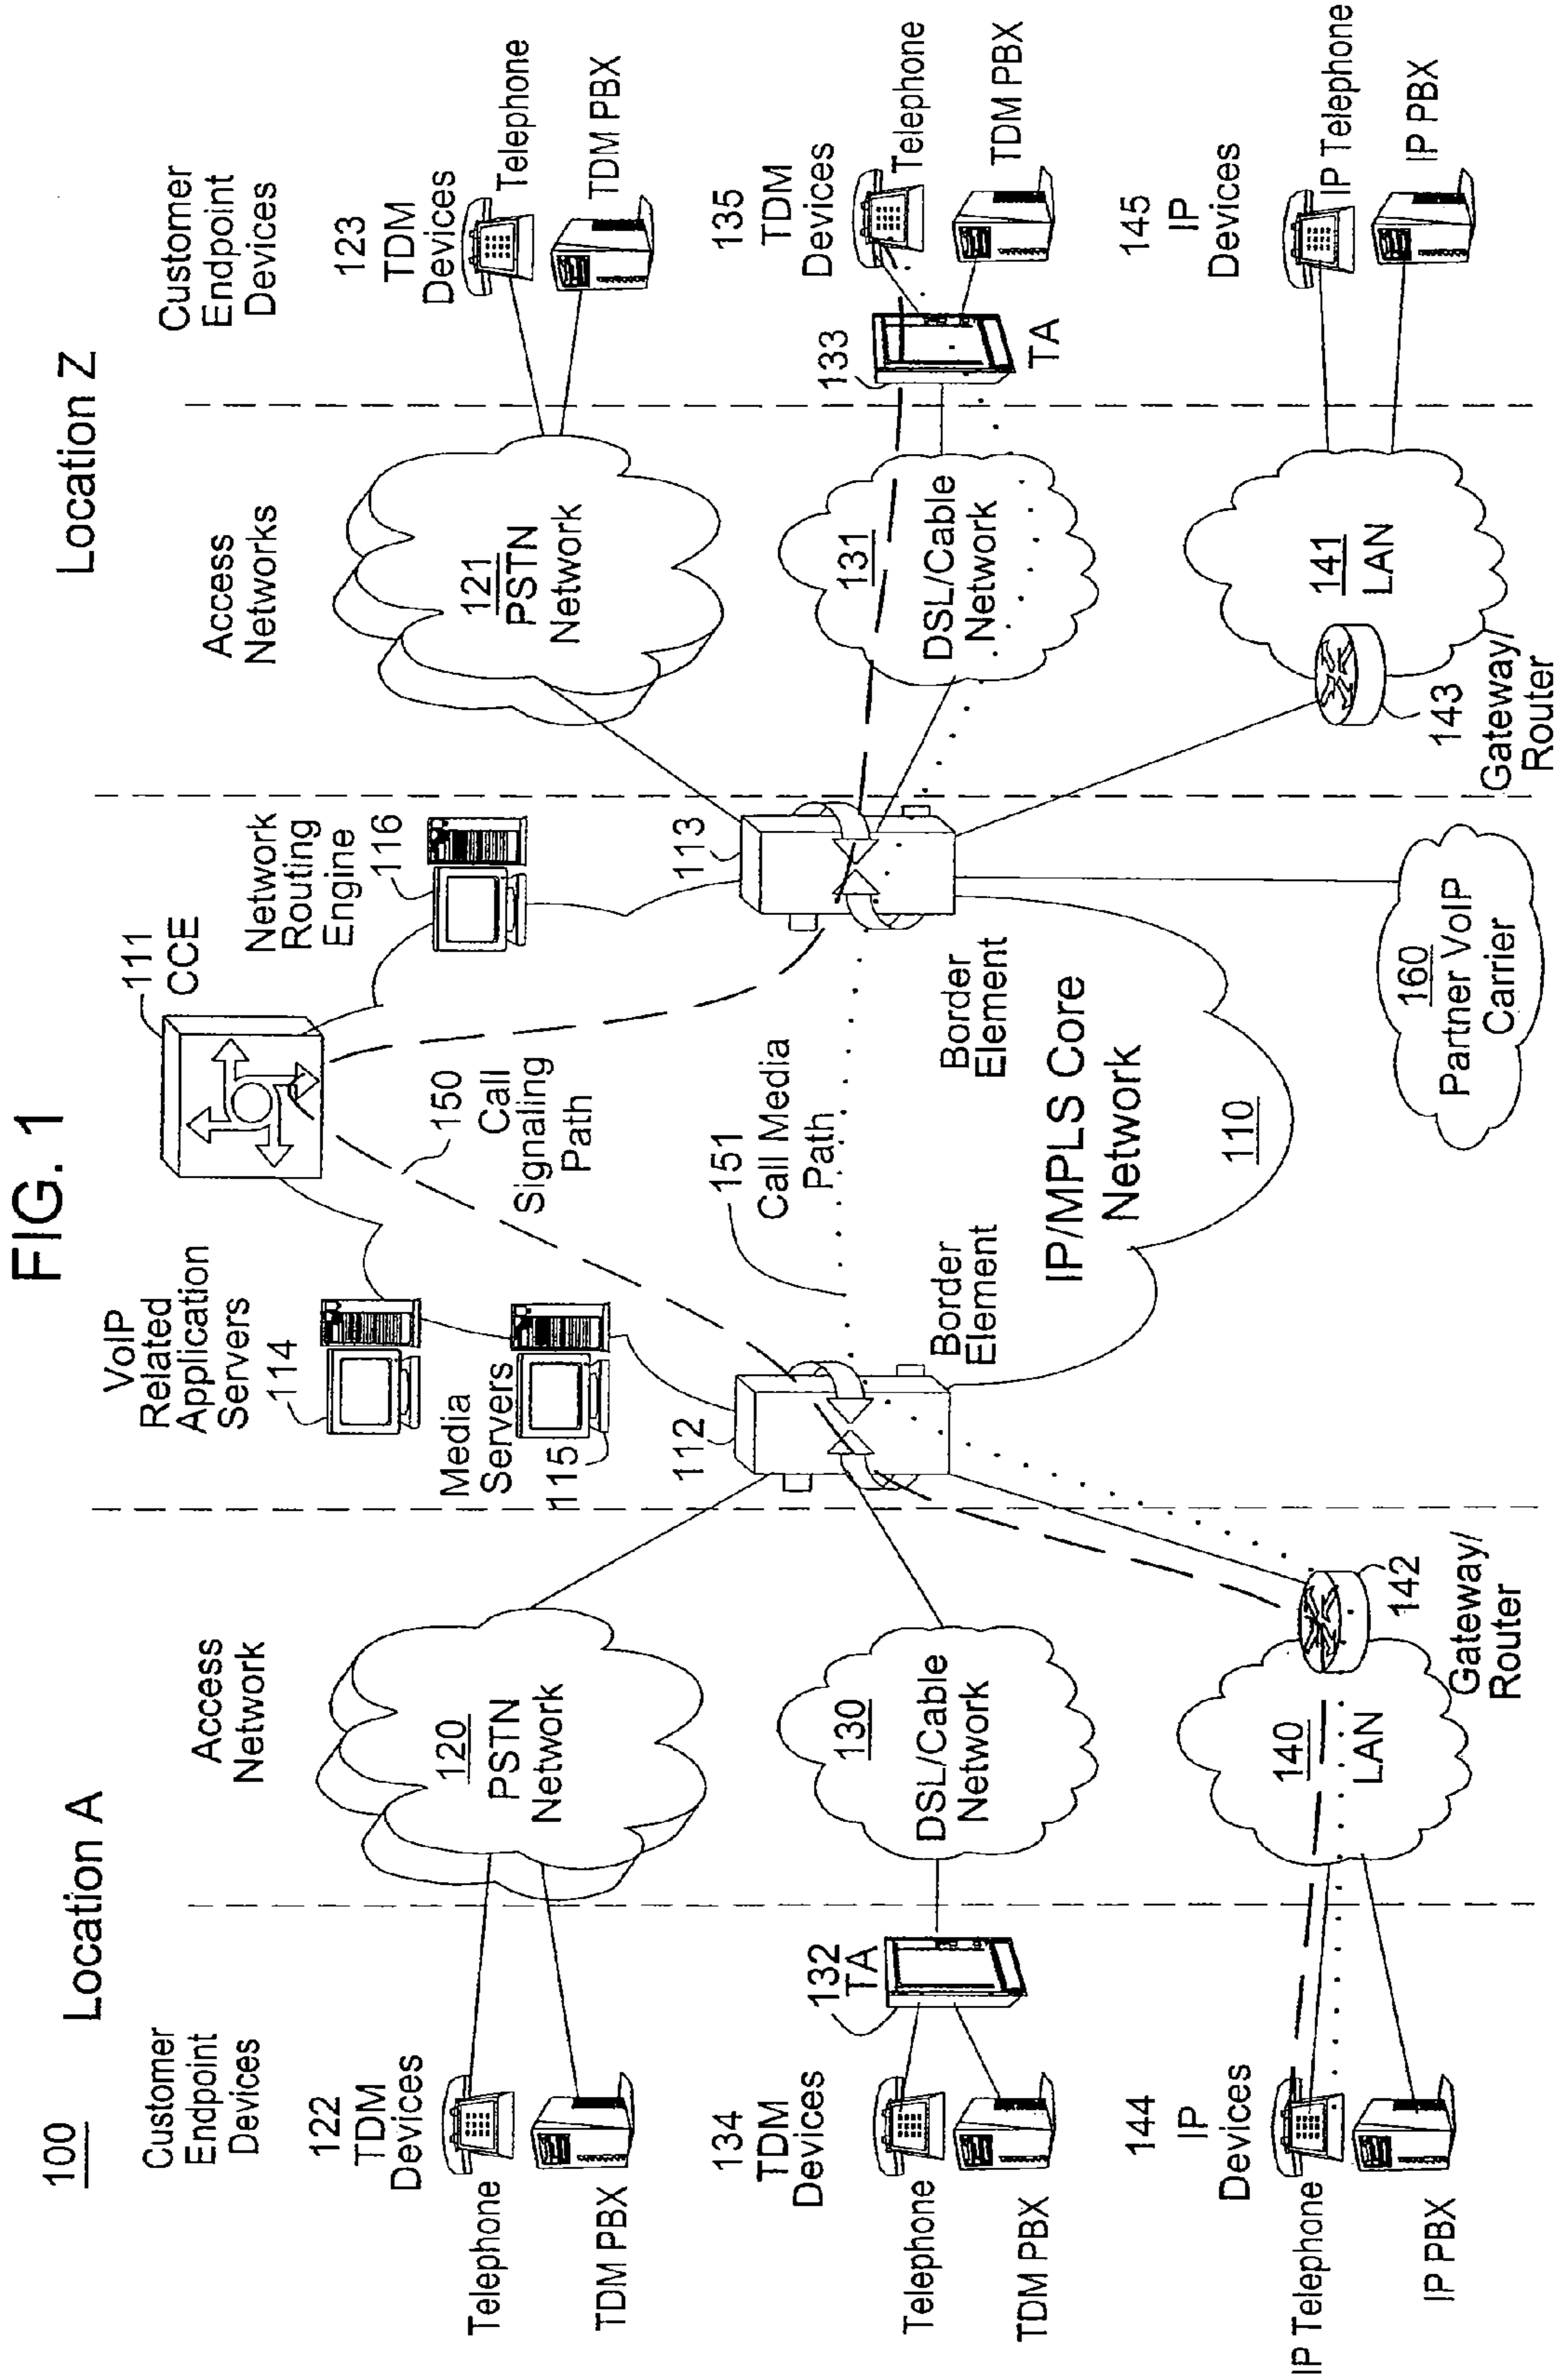 FIG. 1
100
Location A
Location Z
Customer
Endpoint
Devices
Access
Network
VoIP
Related
Application
Servers
114
111
CCE
Network
Routing
Engine
116
Access
Networks
Customer
Endpoint
Devices
122
TDM
Devices
Telephone
TDM PBX
120
PSTN
Network
Media
Servers
115
150
Call
Signaling
Path
121
PSTN
Network
123
TDM
Devices
Telephone
TDM PBX
134
TDM
Devices
Telephone
TDM PBX
132
TA
130
DSL/Cable
Network
112
Border
Element
151
Call Media
Path
113
Border
Element
131
DSL/Cable
Network
133
TA
135
TDM
Devices
Telephone
TDM PBX
IP/MPLS Core
Network
110
144
IP
Devices
IP Telephone
IP PBX
140
LAN
142
Gateway/
Router
160
Partner VoIP
Carrier
143
Gateway/
Router
141
LAN
145
IP
Devices
IP Telephone
IP PBX